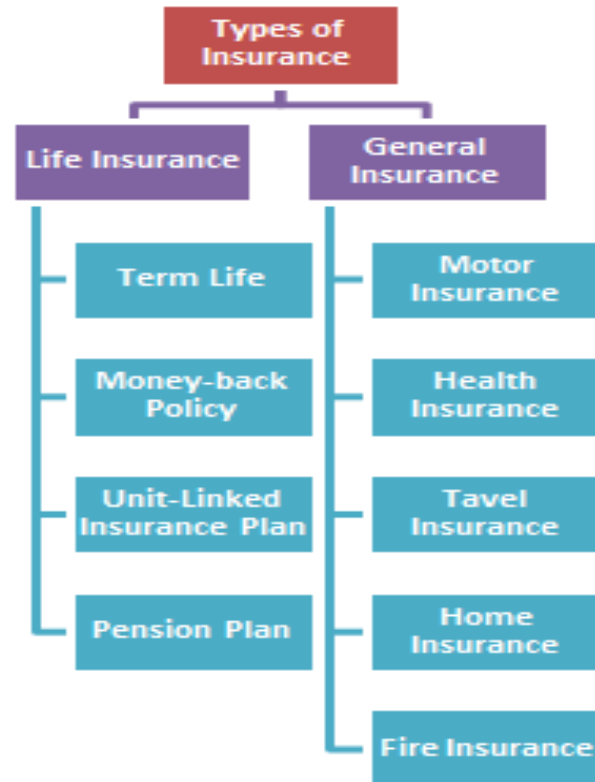 Types of
Insurance
Life Insurance
General
Insurance
Term Life
Money-back
Policy
Unit-Linked
Insurance Plan
Pension Plan
Motor
Insurance
Health
Insurance
Tavel
Insurance
Home
Insurance
Fire Insurance